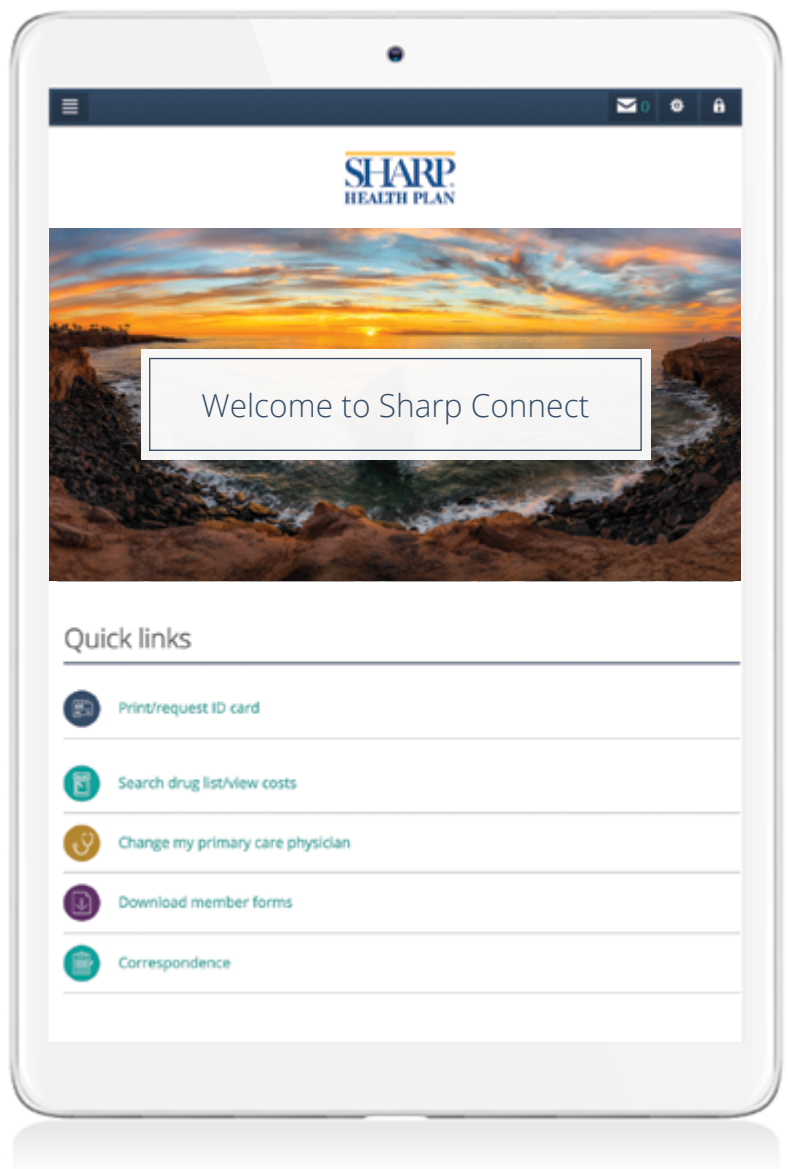 0
SHARP
HEALTH PLAN
Welcome to Sharp Connect
Quick links
Print/request ID card
Search drug list/view costs
Change my primary care physician
Download member forms
Correspondence